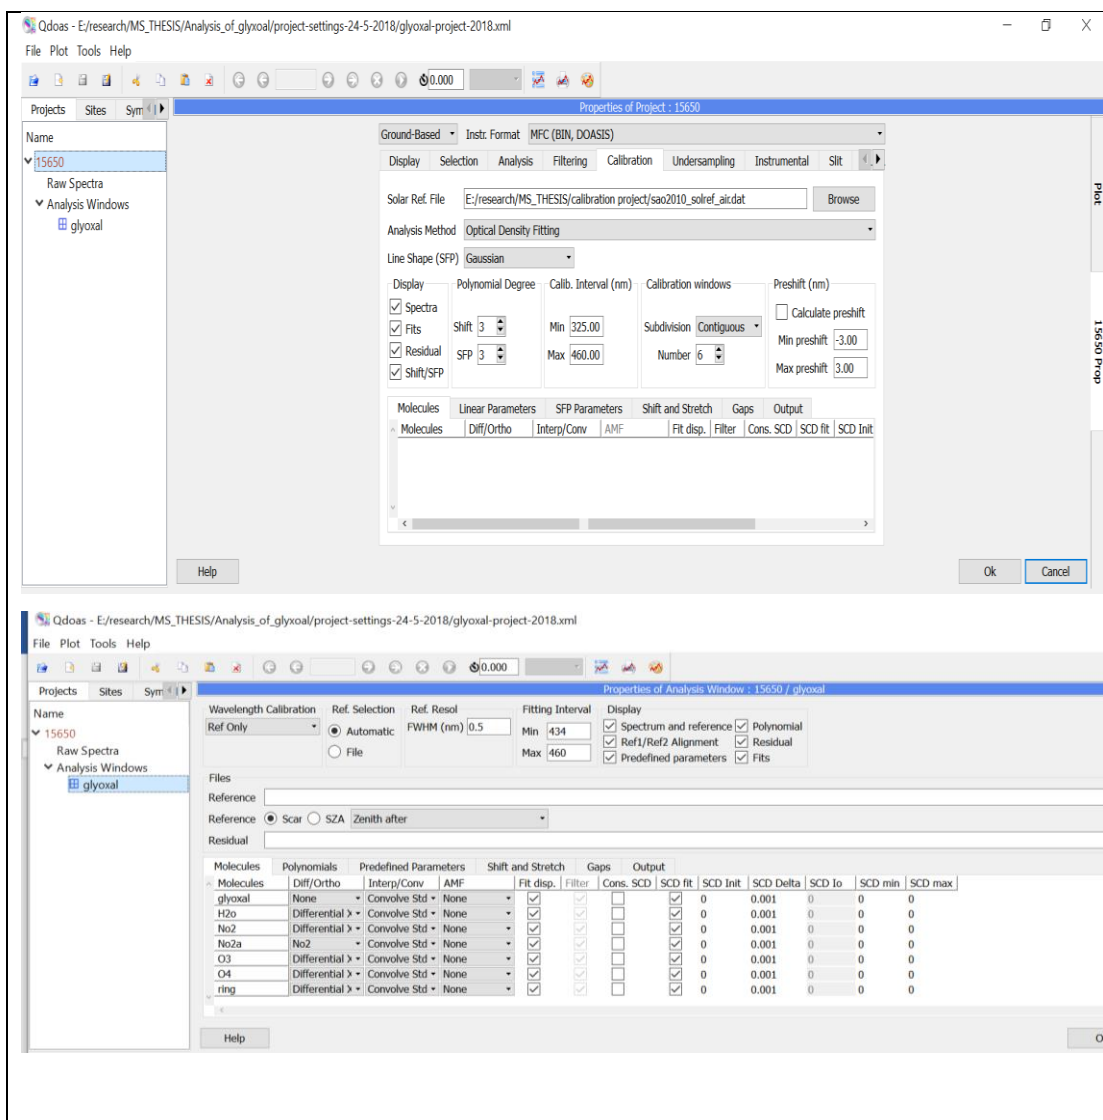 Qdoas - E:/research/MS_THESIS/Analysis_of_glyxoal/project-settings-24-5-2018/glyoxal-project-2018.xml
File Plot Tools Help
0.000
Projects Sites Sym
Properties of Project : 15650
Name
15650
Raw Spectra
Analysis Windows
glyoxal
Ground-Based Instr. Format MFC (BIN, DOASIS)
Display Selection Analysis Filtering Calibration Undersampling Instrumental Slit
Solar Ref. File E:/research/MS_THESIS/calibration project/sao2010_solref_air.dat Browse
Analysis Method Optical Density Fitting
Line Shape (SFP) Gaussian
Display Polynomial Degree Calib. Interval (nm) Calibration windows Preshift (nm)
Spectra Calculate preshift
Fits Shift 3 Min 325.00 Subdivision Contiguous Min preshift -3.00
Residual SFP 3 Max 460.00 Number 6
Shift/SFP Max preshift 3.00
Molecules Linear Parameters SFP Parameters Shift and Stretch Gaps Output
Molecules Diff/Ortho Interp/Conv AMF Fit disp. Filter Cons. SCD SCD fit SCD Init
Help Ok Cancel
Plot
15650 Prop
Qdoas - E:/research/MS_THESIS/Analysis_of_glyxoal/project-settings-24-5-2018/glyoxal-project-2018.xml
File Plot Tools Help
0.000
Projects Sites Sym
Properties of Analysis Window : 15650 / glyoxal
Name
15650
Raw Spectra
Analysis Windows
glyoxal
Wavelength Calibration Ref. Selection Ref. Resol Fitting Interval Display
Ref Only Automatic FWHM (nm) 0.5 Min 434 Spectrum and reference Polynomial
Ref1/Ref2 Alignment Residual
File Max 460 Predefined parameters Fits
Files
Reference
Reference Scar SZA Zenith after
Residual
Molecules Polynomials Predefined Parameters Shift and Stretch Gaps Output
Molecules Diff/Ortho Interp/Conv AMF Fit disp. Filter Cons. SCD SCD fit SCD Init SCD Delta SCD Io SCD min SCD max
glyoxal None Convolve Std None 0 0.001 0 0 0
H2o Differential X Convolve Std None 0 0.001 0 0 0
No2 Differential X Convolve Std None 0 0.001 0 0 0
No2a No2 Convolve Std None 0 0.001 0 0 0
O3 Differential X Convolve Std None 0 0.001 0 0 0
O4 Differential X Convolve Std None 0 0.001 0 0 0
ring Differential X Convolve Std None 0 0.001 0 0 0
Help O